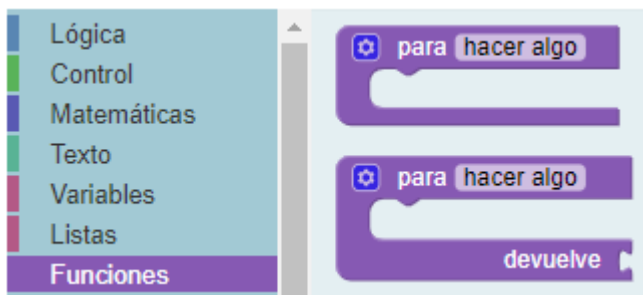 Lógica
Control
Matemáticas
Texto
Variables
Listas
Funciones
para hacer algo
para hacer algo
devuelve